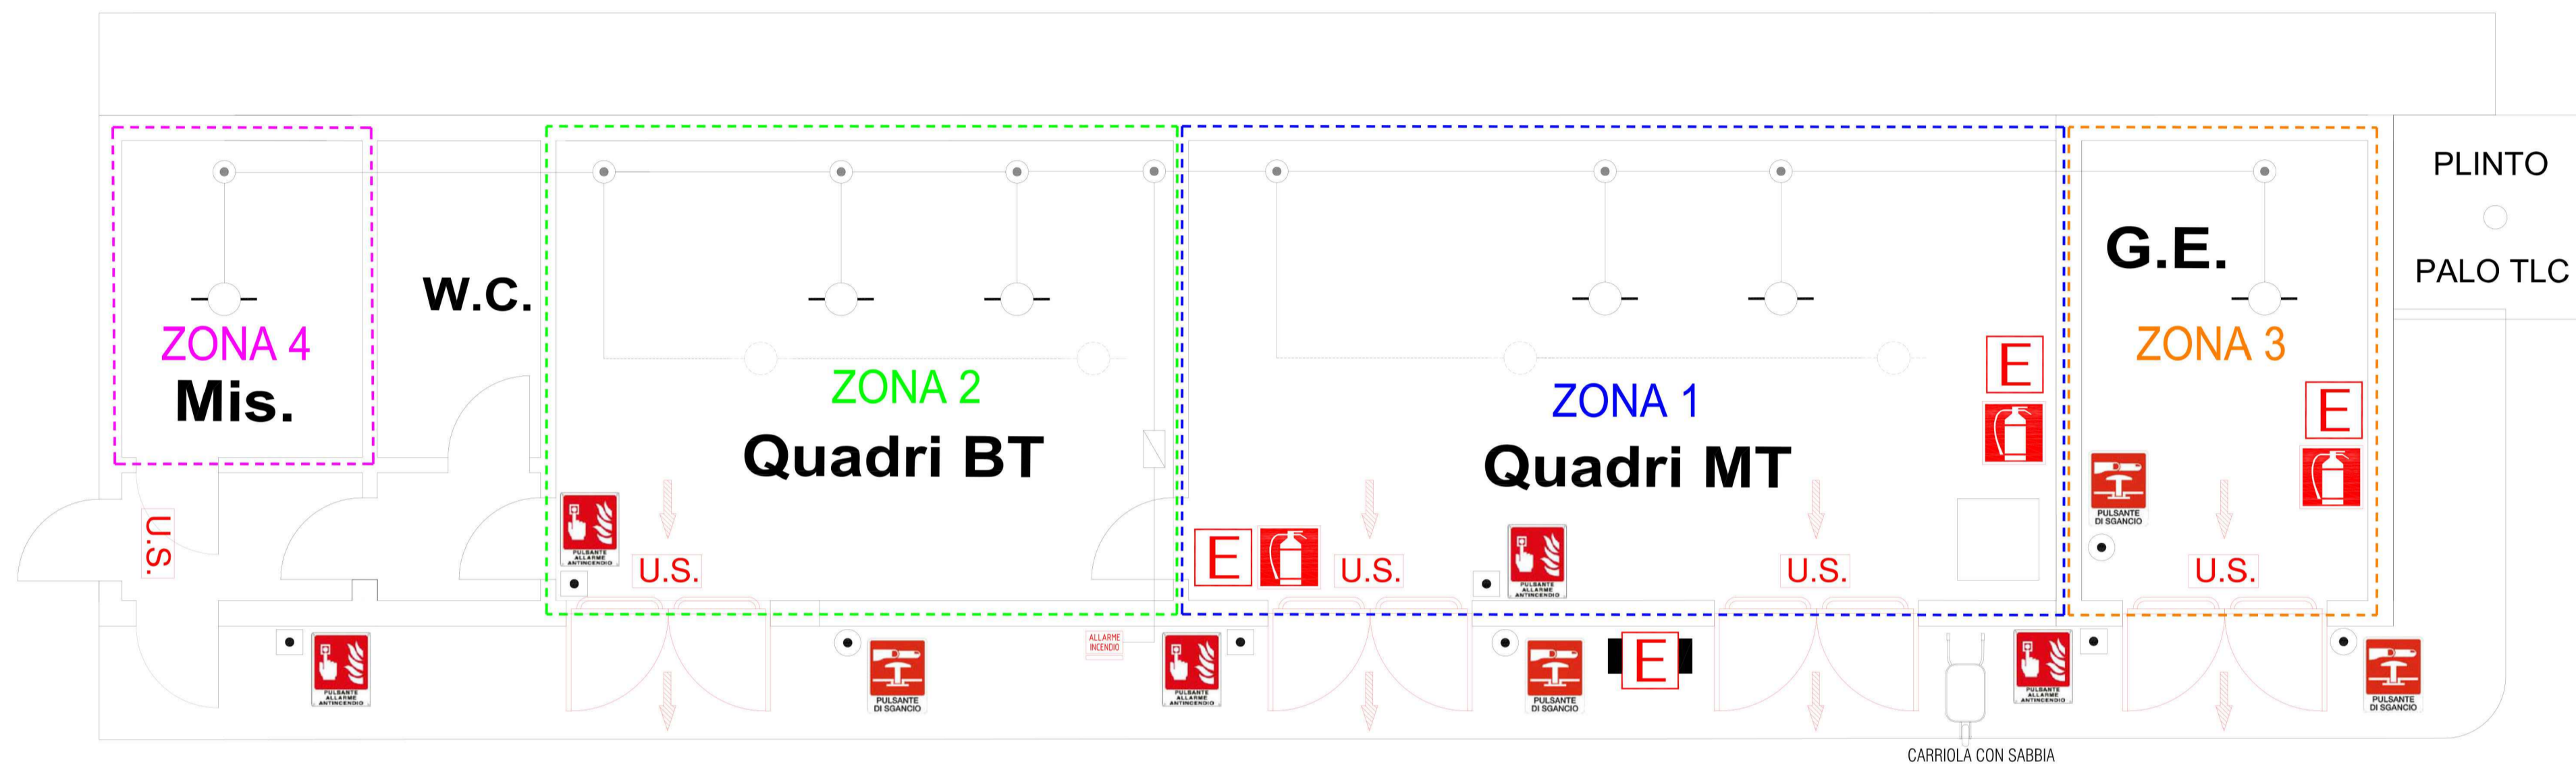 PLINTO
PALO TLC
W.C.
G.E.
ZONA 4
Mis.
ZONA 2
Quadri BT
ZONA 1
Quadri MT
ZONA 3
E
E
PULSANTE
DI SGANCIO
U.S.
PULSANTE
ALLARME
ANTINCENDIO
U.S.
E
U.S.
PULSANTE
ALLARME
ANTINCENDIO
U.S.
U.S.
PULSANTE
ALLARME
ANTINCENDIO
PULSANTE
DI SGANCIO
ALLARME
INCENDIO
PULSANTE
ALLARME
ANTINCENDIO
PULSANTE
DI SGANCIO
E
PULSANTE
ALLARME
ANTINCENDIO
PULSANTE
DI SGANCIO
CARRIOLA CON SABBIA